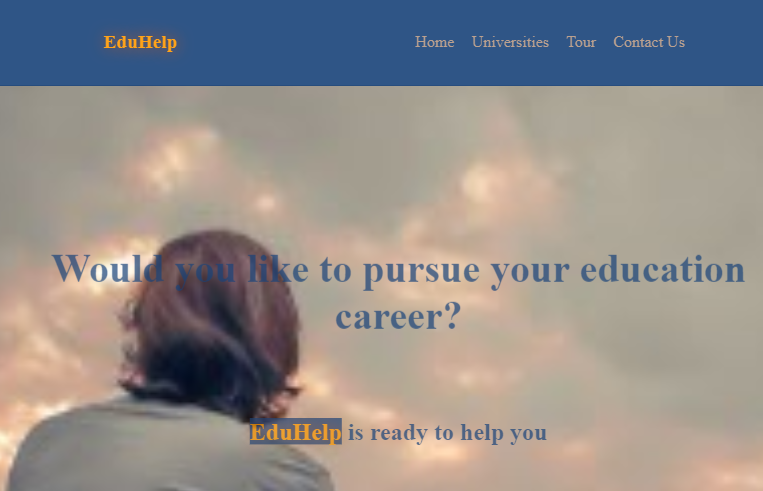 EduHelp
Home Universities Tour Contact Us
Would you like to pursue your education
career?
EduHelp is ready to help you